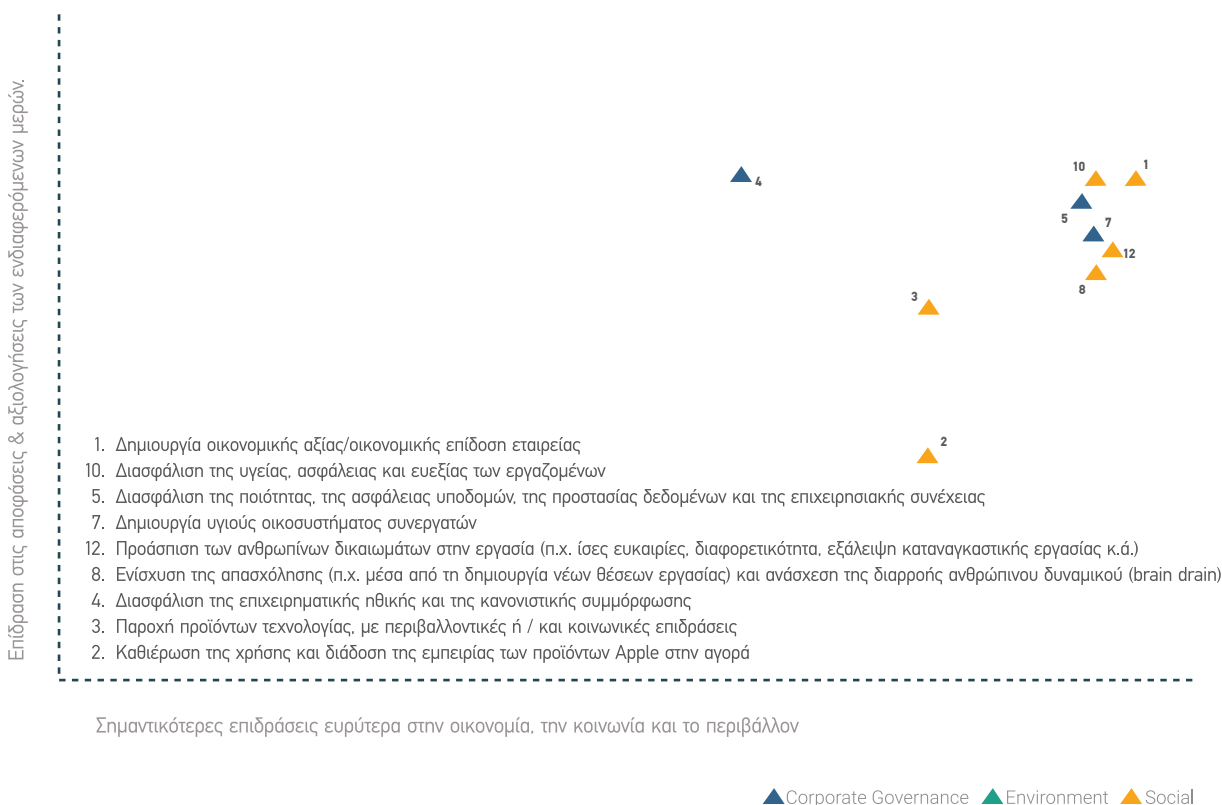 Επίδραση στις αποφάσεις & αξιολογήσεις των ενδιαφερόμενων μερών.
4
10
1
5
7
12
8
3
2
1. Δημιουργία οικονομικής αξίας/οικονομικής επίδοση εταιρείας
10. Διασφάλιση της υγείας, ασφάλειας και ευεξίας των εργαζομένων
5. Διασφάλιση της ποιότητας, της ασφάλειας υποδομών, της προστασίας δεδομένων και της επιχειρησιακής συνέχειας
7. Δημιουργία υγιούς οικοσυστήματος συνεργατών
12. Προάσπιση των ανθρωπίνων δικαιωμάτων στην εργασία (π.χ. ίσες ευκαιρίες, διαφορετικότητα, εξάλειψη καταναγκαστικής εργασίας κ.ά.)
8. Ενίσχυση της απασχόλησης (π.χ. μέσα από τη δημιουργία νέων θέσεων εργασίας) και ανάσχεση της διαρροής ανθρώπινου δυναμικού (brain drain)
4. Διασφάλιση της επιχειρηματικής ηθικής και της κανονιστικής συμμόρφωσης
3. Παροχή προϊόντων τεχνολογίας, με περιβαλλοντικές ή / και κοινωνικές επιδράσεις
2. Καθιέρωση της χρήσης και διάδοση της εμπειρίας των προϊόντων Apple στην αγορά
Σημαντικότερες επιδράσεις ευρύτερα στην οικονομία, την κοινωνία και το περιβάλλον
Corporate Governance Environment Social